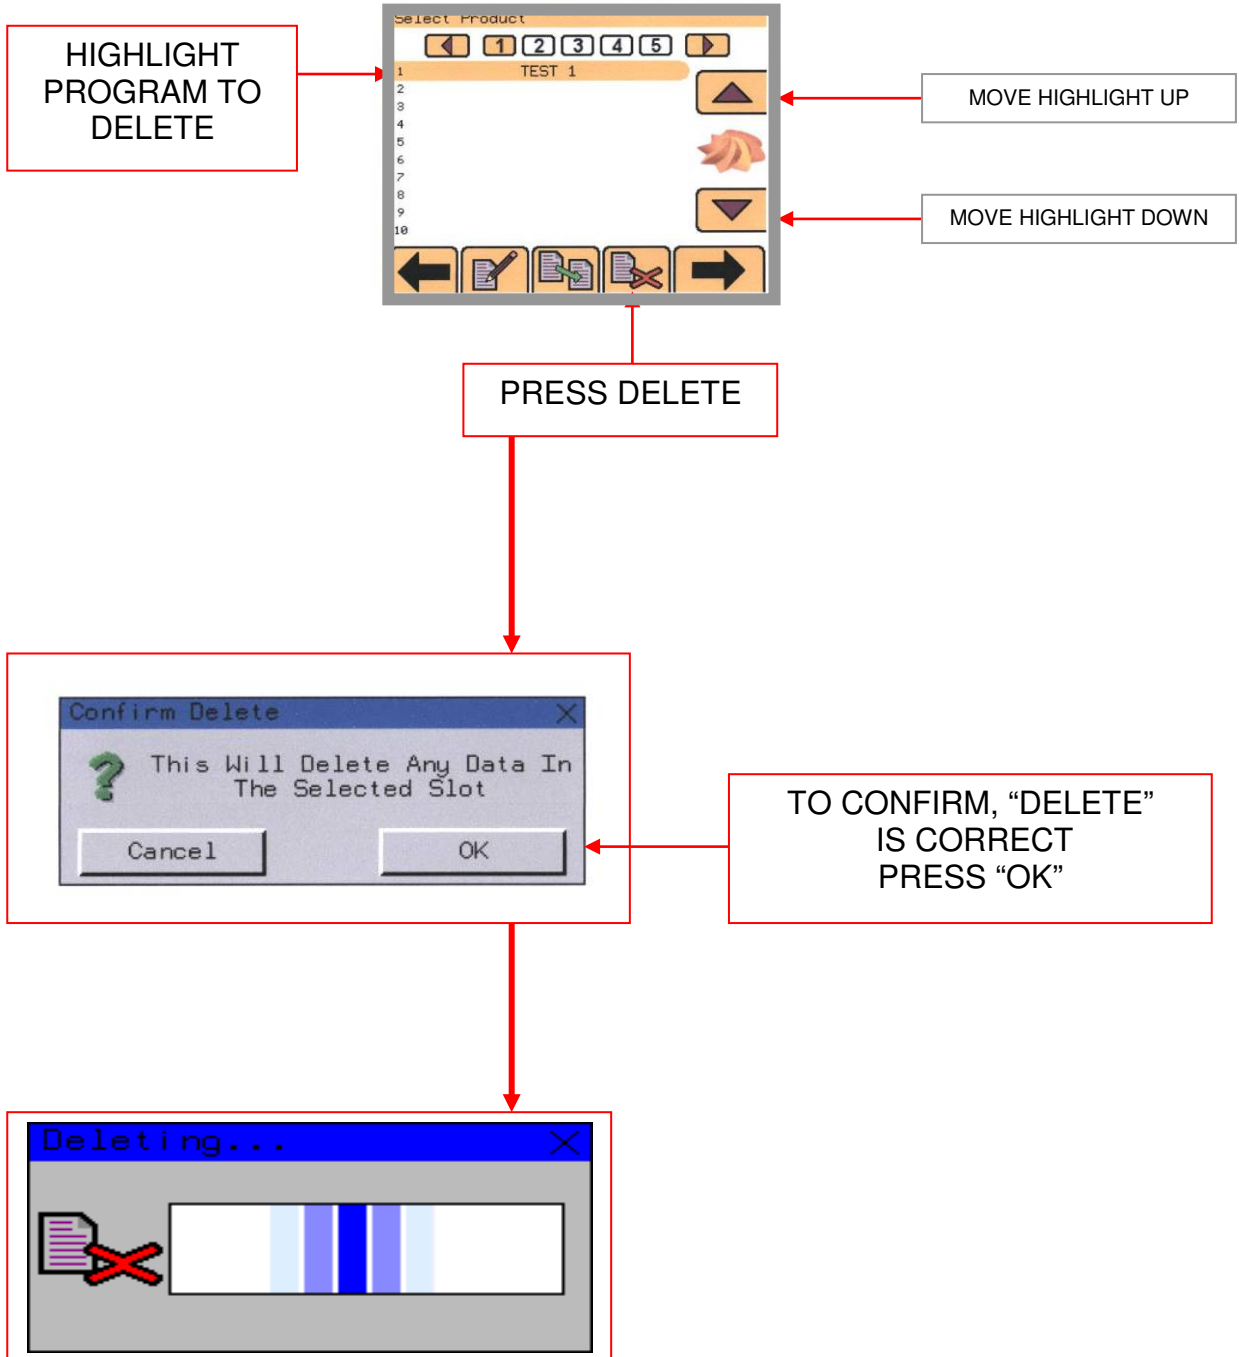 HIGHLIGHT
PROGRAM TO
DELETE
Select Product
1 2 3 4 5
1 TEST 1
2
3
4
5
6
7
8
9
10
MOVE HIGHLIGHT UP
MOVE HIGHLIGHT DOWN
PRESS DELETE
Confirm Delete
This Will Delete Any Data In
The Selected Slot
Cancel OK
TO CONFIRM, “DELETE”
IS CORRECT
PRESS “OK”
Deleting...